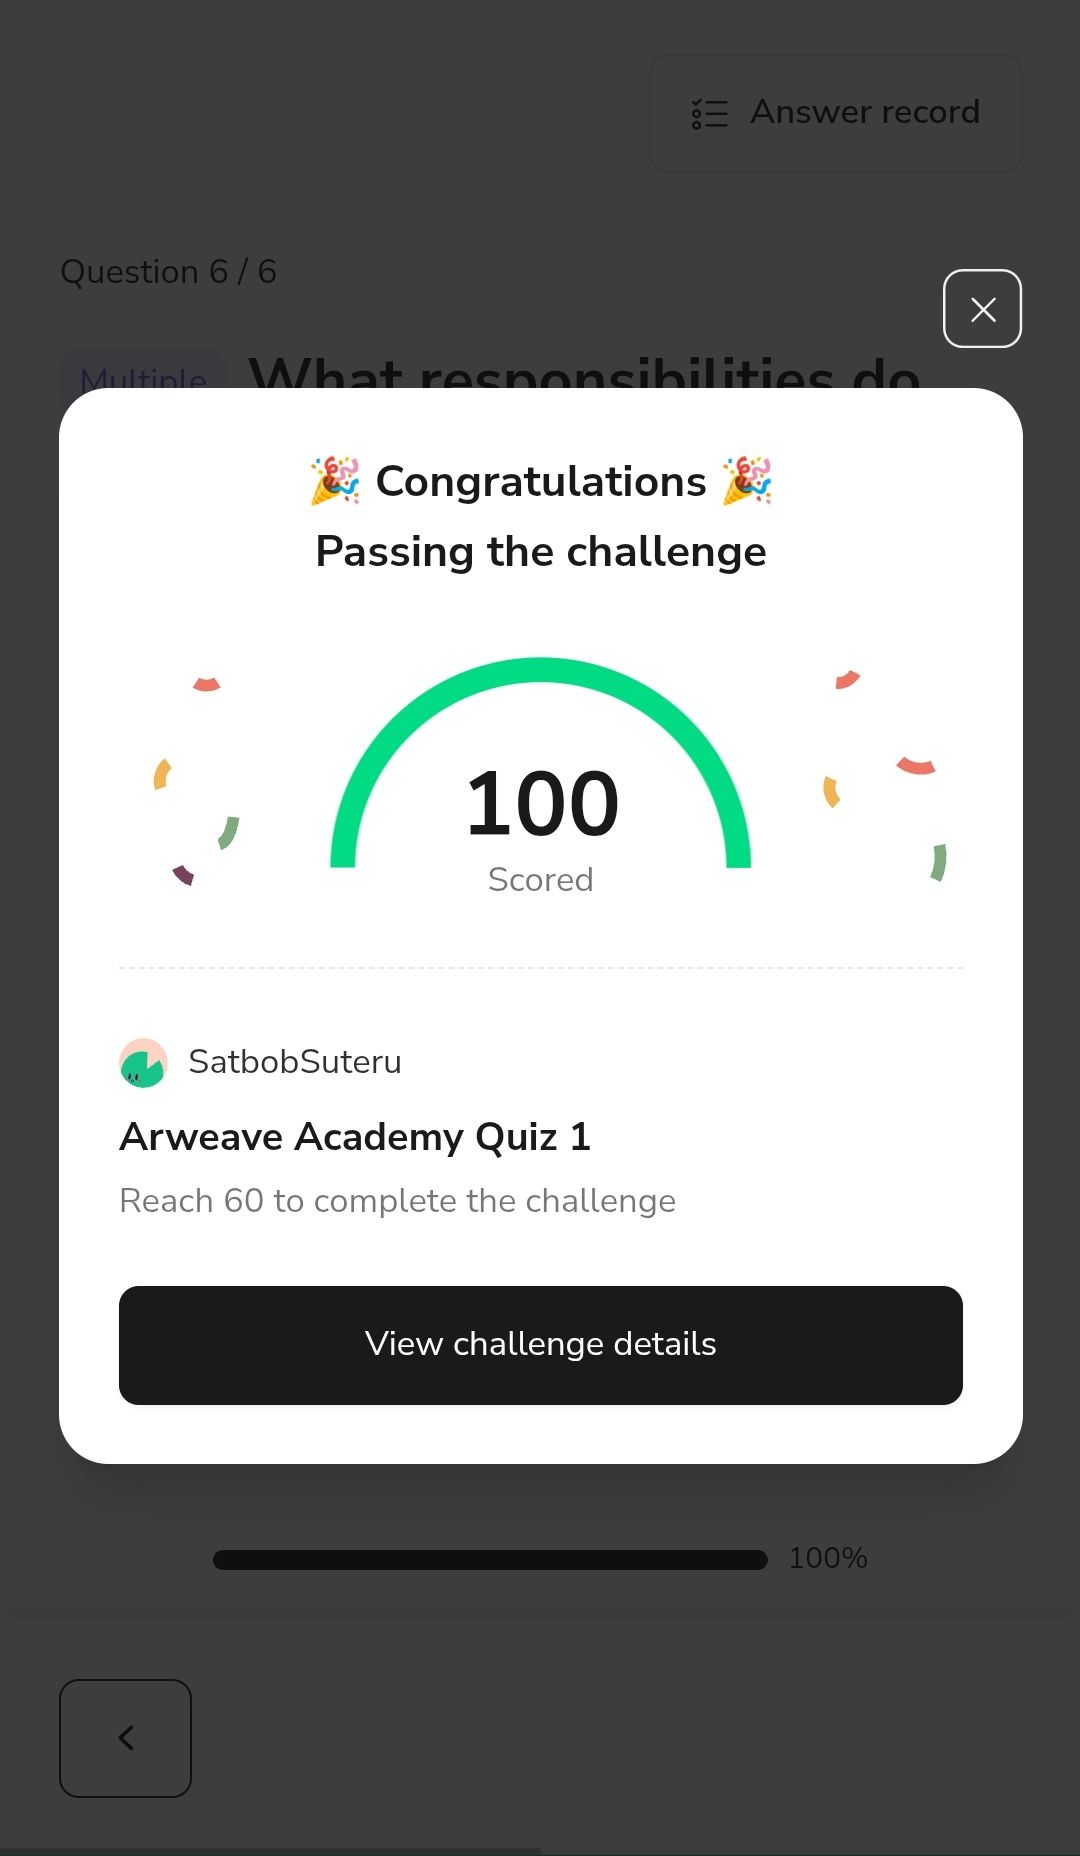 Answer record
Question 6 / 6
Multiple What responsibilities do
🎉 Congratulations 🎉
Passing the challenge
100
Scored
SatbobSuteru
Arweave Academy Quiz 1
Reach 60 to complete the challenge
View challenge details
100%